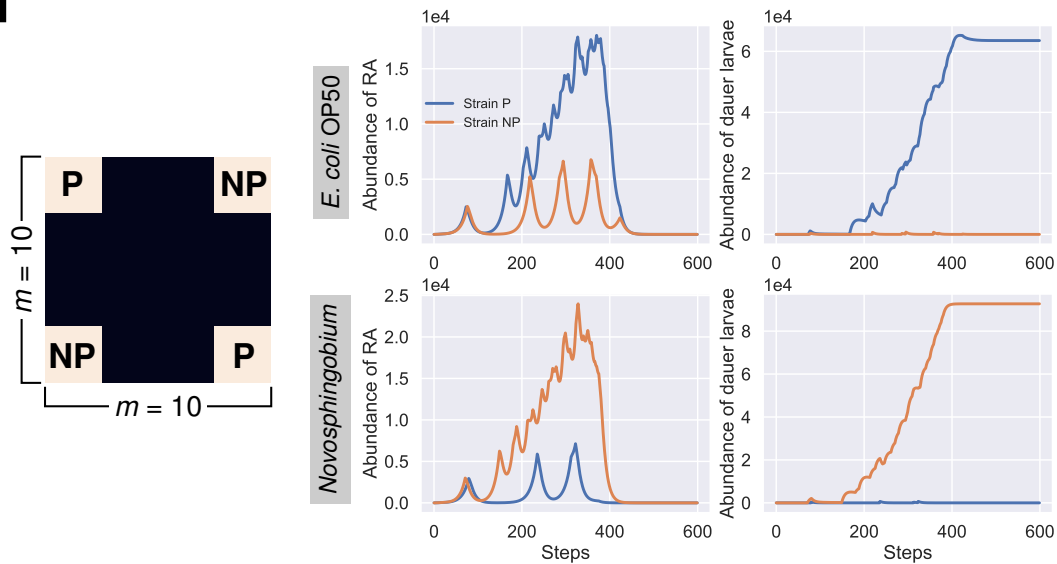 P
NP
NP
P
m = 10
m = 10
E. coli OP50
Novosphingobium
1e4
Abundance of RA
1.5
1.0
0.5
0.0
Strain P
Strain NP
0
200
400
600
1e4
Abundance of dauer larvae
6
4
2
0
0
200
400
600
1e4
Abundance of RA
2.5
2.0
1.5
1.0
0.5
0.0
0
200
400
600
Steps
1e4
Abundance of dauer larvae
8
6
4
2
0
0
200
400
600
Steps